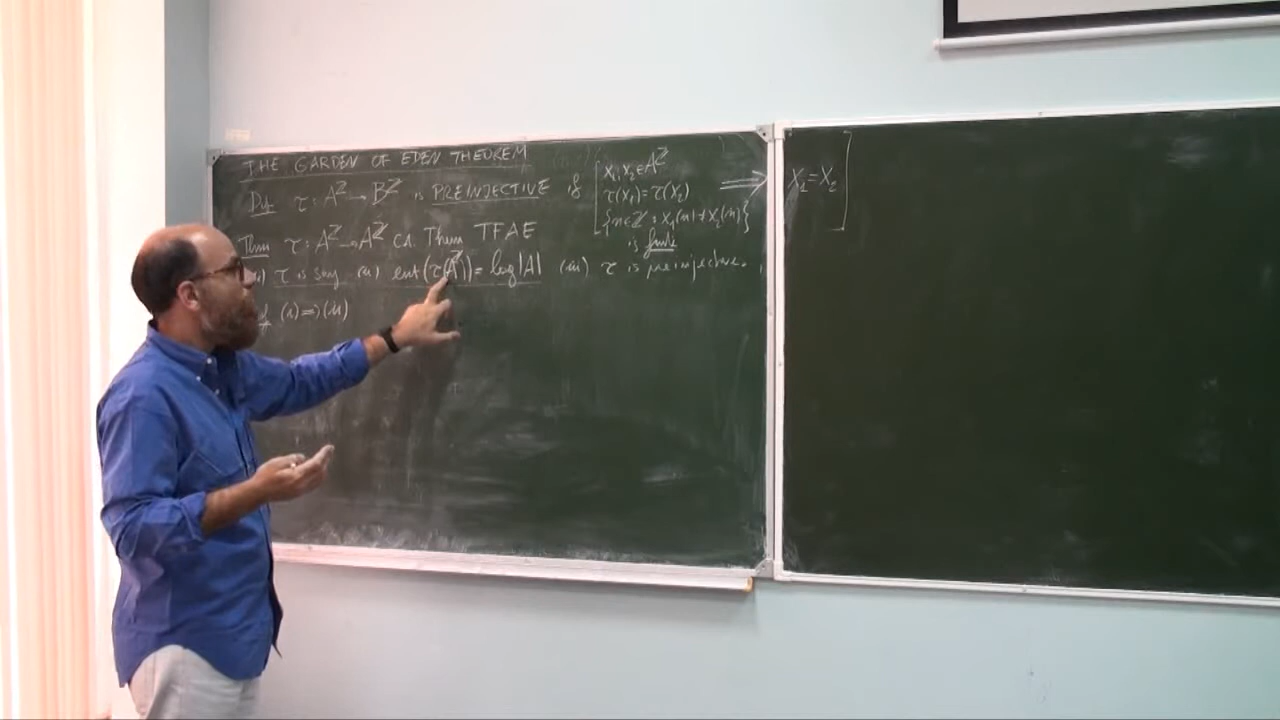 THE GARDEN OF EDEN THEOREM
Def τ : A^ℤ → B^ℤ is PREINJECTIVE if [ x₁, x₂ ∈ A^ℤ
τ(x₁) = τ(x₂) ⟹ x₁ = x₂ ]
{n ∈ ℤ : x₁(n) ≠ x₂(n)}
is finite
Thm τ : A^ℤ → A^ℤ CA. Then TFAE
(i) τ is surj (ii) ent(τ(A^ℤ)) = log|A| (iii) τ is preinjective.
(i) ⟹ (ii)